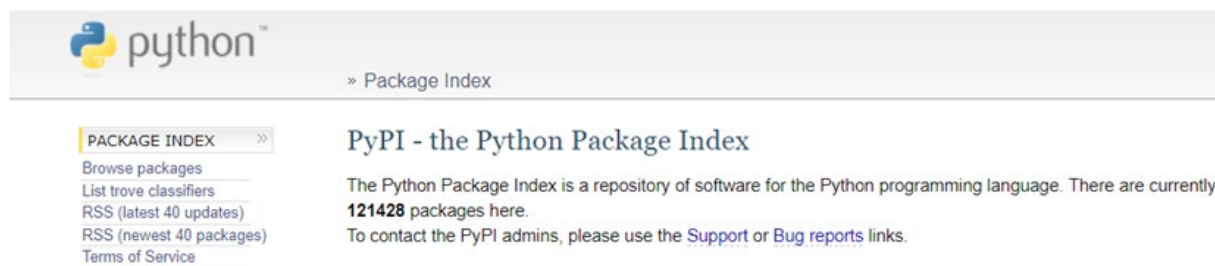 python™
» Package Index
PACKAGE INDEX »
Browse packages
List trove classifiers
RSS (latest 40 updates)
RSS (newest 40 packages)
Terms of Service
PyPI - the Python Package Index
The Python Package Index is a repository of software for the Python programming language. There are currently
121428 packages here.
To contact the PyPI admins, please use the Support or Bug reports links.